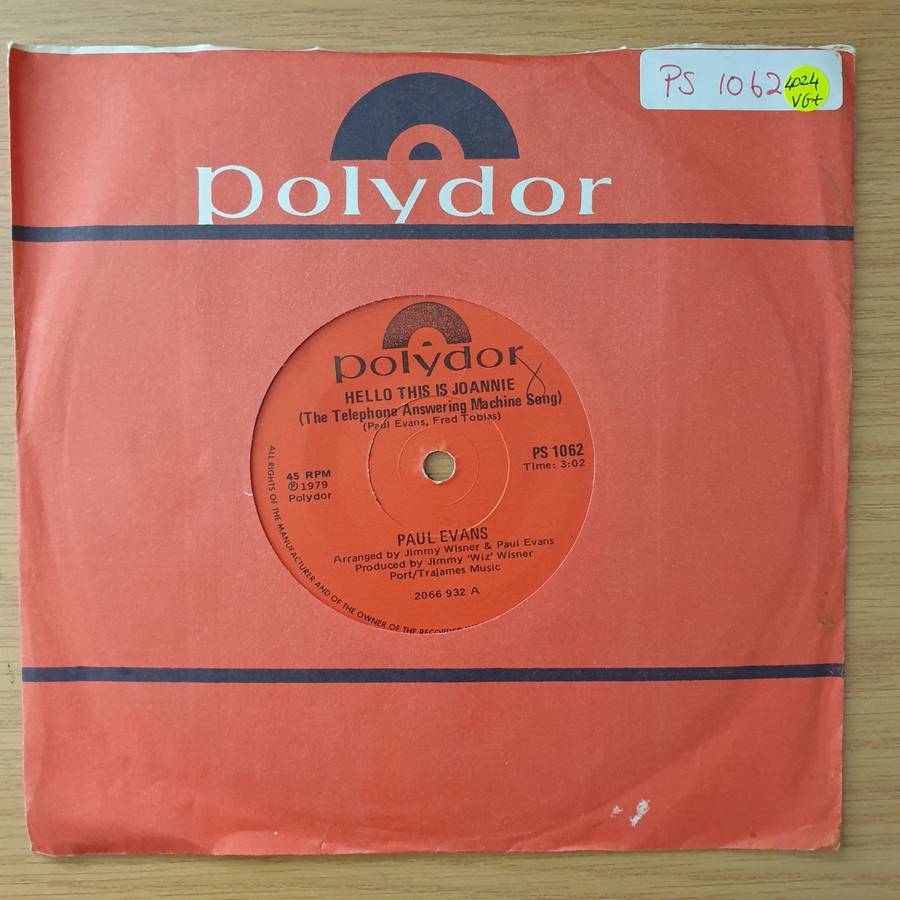 PS 1062
4024
VG+
polydor
polydor
HELLO THIS IS JOANNIE
(The Telephone Answering Machine Song)
(Paul Evans, Fred Tobias)
PS 1062
Time: 3:02
45 RPM
℗ 1979
Polydor
PAUL EVANS
Arranged by Jimmy Wisner & Paul Evans
Produced by Jimmy 'Wiz' Wisner
Port/Trajames Music
2066 932 A
ALL RIGHTS OF THE MANUFACTURER AND OF THE OWNER OF THE RECORDED